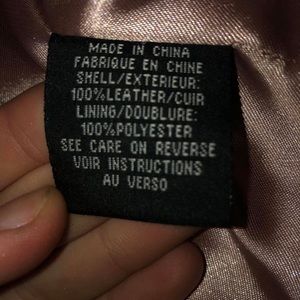 MADE IN CHINA
FABRIQUE EN CHINE
SHELL/EXTERIEUR:
100%LEATHER/CUIR
LINING/DOUBLURE:
100%POLYESTER
SEE CARE ON REVERSE
VOIR INSTRUCTIONS
AU VERSO